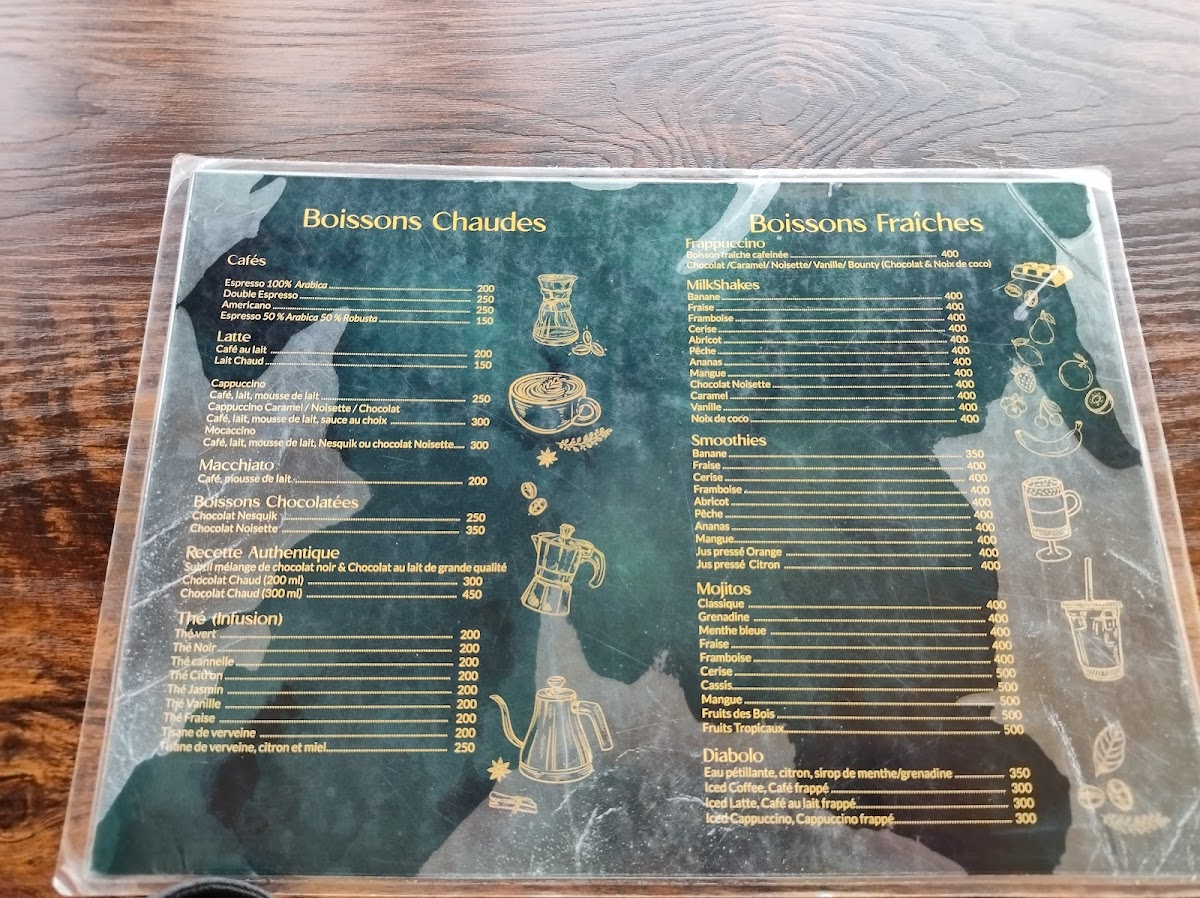 Boissons Chaudes
Cafés
Espresso 100% Arabica 200
Double Espresso 250
Americano 250
Espresso 50 % Arabica 50 % Robusta 150
Latte
Café au lait 200
Lait Chaud 150
Cappuccino
Café, lait, mousse de lait 250
Cappuccino Caramel / Noisette / Chocolat
Café, lait, mousse de lait, sauce au choix 300
Mocaccino
Café, lait, mousse de lait, Nesquik ou chocolat Noisette 300
Macchiato
Café, mousse de lait 200
Boissons Chocolatées
Chocolat Nesquik 250
Chocolat Noisette 350
Recette Authentique
Subtil mélange de chocolat noir & Chocolat au lait de grande qualité
Chocolat Chaud (200 ml) 300
Chocolat Chaud (300 ml) 450
Thé (Infusion)
Thé vert 200
Thé Noir 200
Thé cannelle 200
Thé Citron 200
Thé Jasmin 200
Thé Vanille 200
Thé Fraise 200
Tisane de verveine 200
Tisane de verveine, citron et miel 250
Boissons Fraîches
Frappuccino
Boisson fraîche cafeinée 400
Chocolat /Caramel/ Noisette/ Vanille/ Bounty (Chocolat & Noix de coco)
MilkShakes
Banane 400
Fraise 400
Framboise 400
Cerise 400
Abricot 400
Pêche 400
Ananas 400
Mangue 400
Chocolat Noisette 400
Caramel 400
Vanille 400
Noix de coco 400
Smoothies
Banane 350
Fraise 400
Cerise 400
Framboise 400
Abricot 400
Pêche 400
Ananas 400
Mangue 400
Jus pressé Orange 400
Jus pressé Citron 400
Mojitos
Classique 400
Grenadine 400
Menthe bleue 400
Fraise 400
Framboise 400
Cerise 500
Cassis 500
Mangue 500
Fruits des Bois 500
Fruits Tropicaux 500
Diabolo
Eau pétillante, citron, sirop de menthe/grenadine 350
Iced Coffee, Café frappé 300
Iced Latte, Café au lait frappé 300
Iced Cappuccino, Cappuccino frappé 300